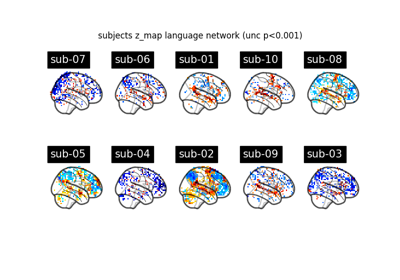 subjects z_map language network (unc p<0.001)
sub-07 sub-06 sub-01 sub-10 sub-08
sub-05 sub-04 sub-02 sub-09 sub-03